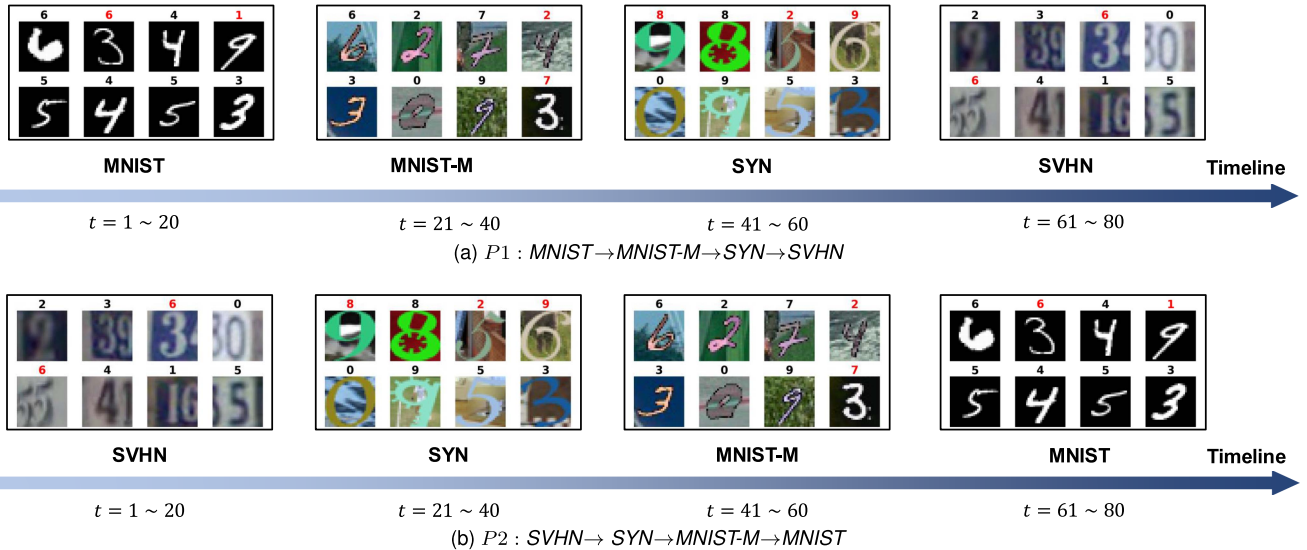 6 6 4 1 6 2 7 2 8 8 2 9 2 3 6 0
5 4 5 3 3 0 9 7 0 9 5 3 6 4 1 5
MNIST MNIST-M SYN SVHN Timeline
t = 1 ~ 20 t = 21 ~ 40 t = 41 ~ 60 t = 61 ~ 80
(a) P1 : MNIST→MNIST-M→SYN→SVHN
2 3 6 0 8 8 2 9 6 2 7 2 6 6 4 1
6 4 1 5 0 9 5 3 3 0 9 7 5 4 5 3
SVHN SYN MNIST-M MNIST Timeline
t = 1 ~ 20 t = 21 ~ 40 t = 41 ~ 60 t = 61 ~ 80
(b) P2 : SVHN→ SYN→MNIST-M→MNIST